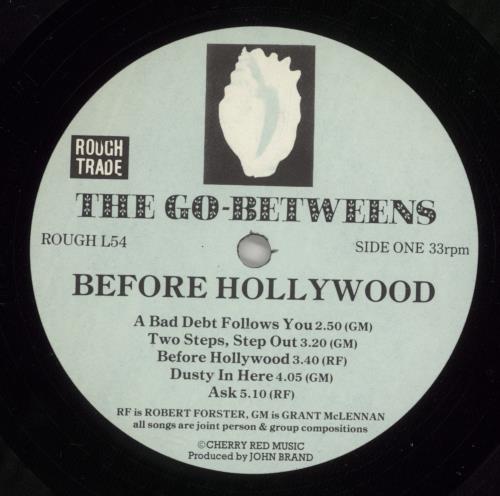 ROUGH
TRADE
THE GO-BETWEENS
ROUGH L54
SIDE ONE 33rpm
BEFORE HOLLYWOOD
A Bad Debt Follows You 2.50 (GM)
Two Steps, Step Out 3.20 (GM)
Before Hollywood 3.40 (RF)
Dusty In Here 4.05 (GM)
Ask 5.10 (RF)
RF is ROBERT FORSTER, GM is GRANT McLENNAN
all songs are joint person & group compositions
©CHERRY RED MUSIC
Produced by JOHN BRAND